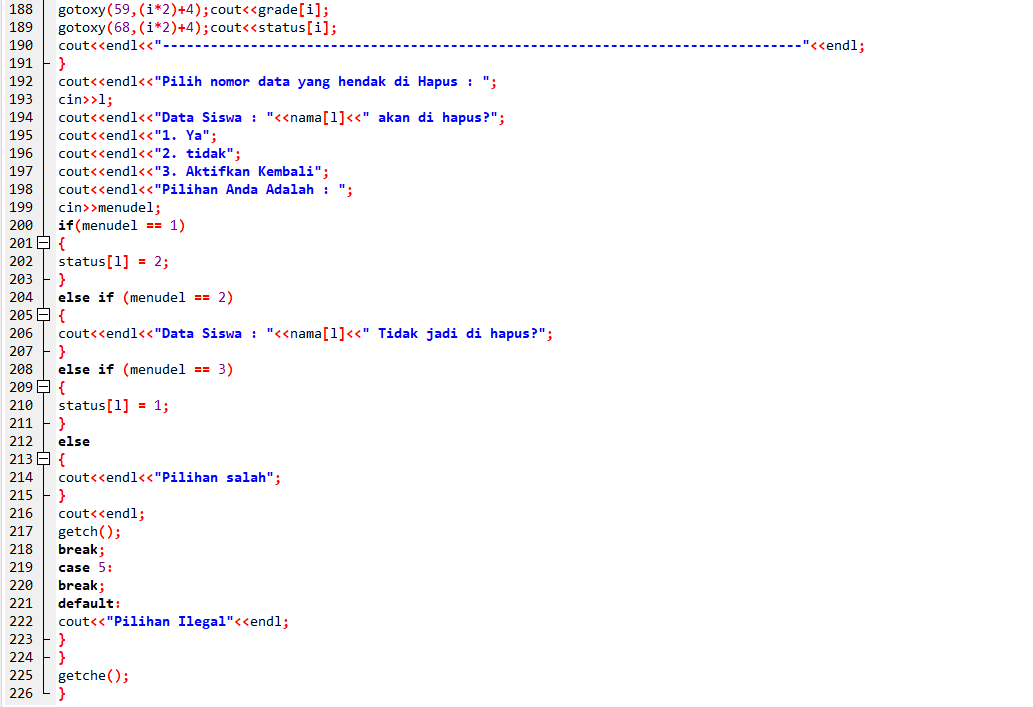 188 gotoxy(59,(i*2)+4);cout<<grade[i];
189 gotoxy(68,(i*2)+4);cout<<status[i];
190 cout<<endl<<"--------------------------------------------------------------------------------"<<endl;
191 }
192 cout<<endl<<"Pilih nomor data yang hendak di Hapus : ";
193 cin>>l;
194 cout<<endl<<"Data Siswa : "<<nama[l]<<" akan di hapus?";
195 cout<<endl<<"1. Ya";
196 cout<<endl<<"2. tidak";
197 cout<<endl<<"3. Aktifkan Kembali";
198 cout<<endl<<"Pilihan Anda Adalah : ";
199 cin>>menudel;
200 if(menudel == 1)
201 {
202 status[l] = 2;
203 }
204 else if (menudel == 2)
205 {
206 cout<<endl<<"Data Siswa : "<<nama[l]<<" Tidak jadi di hapus?";
207 }
208 else if (menudel == 3)
209 {
210 status[l] = 1;
211 }
212 else
213 {
214 cout<<endl<<"Pilihan salah";
215 }
216 cout<<endl;
217 getch();
218 break;
219 case 5:
220 break;
221 default:
222 cout<<"Pilihan Ilegal"<<endl;
223 }
224 }
225 getche();
226 }